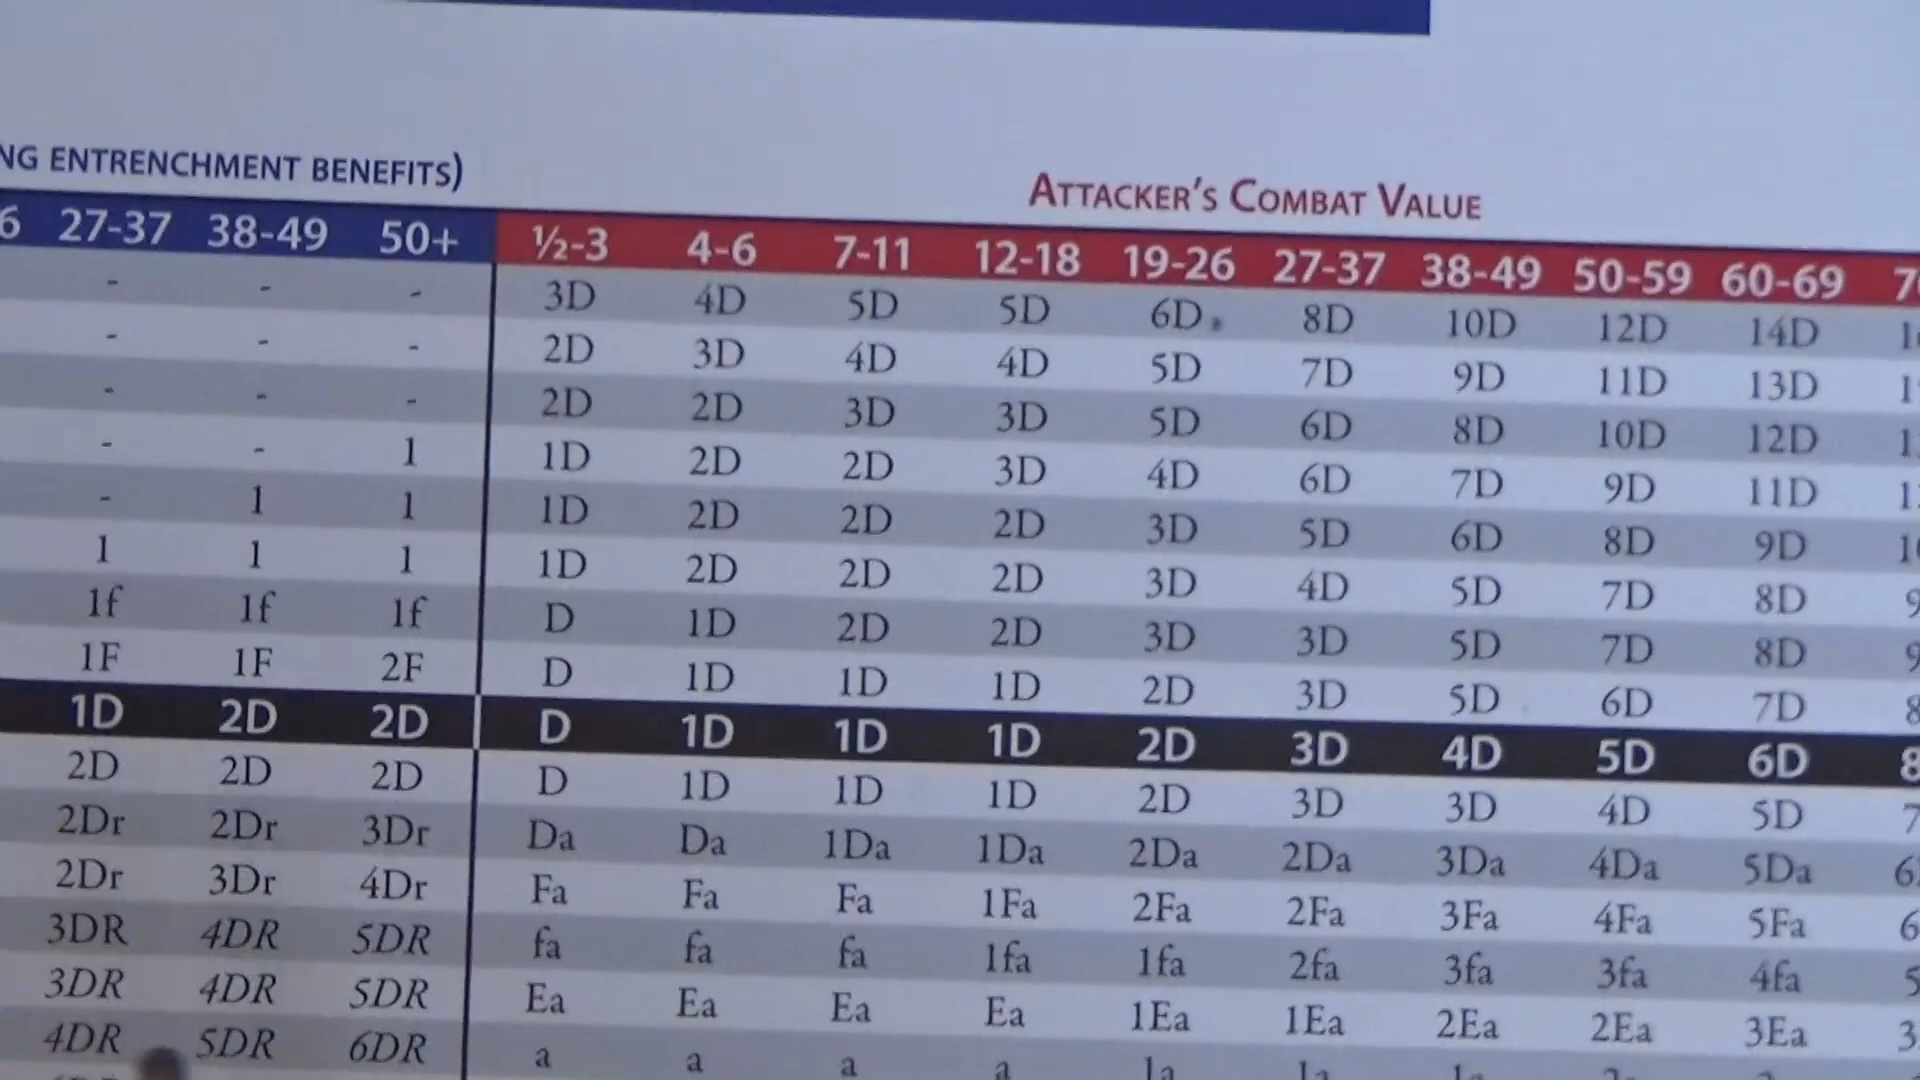 NG ENTRENCHMENT BENEFITS)
ATTACKER'S COMBAT VALUE
6 27-37 38-49 50+ ½-3 4-6 7-11 12-18 19-26 27-37 38-49 50-59 60-69
- - - 3D 4D 5D 5D 6D 8D 10D 12D 14D
- - - 2D 3D 4D 4D 5D 7D 9D 11D 13D
- - - 2D 2D 3D 3D 5D 6D 8D 10D 12D
- - 1 1D 2D 2D 3D 4D 6D 7D 9D 11D
- 1 1 1D 2D 2D 2D 3D 5D 6D 8D 9D
1 1 1 1D 2D 2D 2D 3D 4D 5D 7D 8D
1f 1f 1f D 1D 2D 2D 3D 3D 5D 7D 8D
1F 1F 2F D 1D 1D 1D 2D 3D 5D 6D 7D
1D 2D 2D D 1D 1D 1D 2D 3D 4D 5D 6D 8
2D 2D 2D D 1D 1D 1D 2D 3D 3D 4D 5D 7
2Dr 2Dr 3Dr Da Da 1Da 1Da 2Da 2Da 3Da 4Da 5Da 6
2Dr 3Dr 4Dr Fa Fa Fa 1Fa 2Fa 2Fa 3Fa 4Fa 5Fa 6
3DR 4DR 5DR fa fa fa 1fa 1fa 2fa 3fa 3fa 4fa 5
3DR 4DR 5DR Ea Ea Ea Ea 1Ea 1Ea 2Ea 2Ea 3Ea 3
4DR 5DR 6DR a a a a 1a 1a